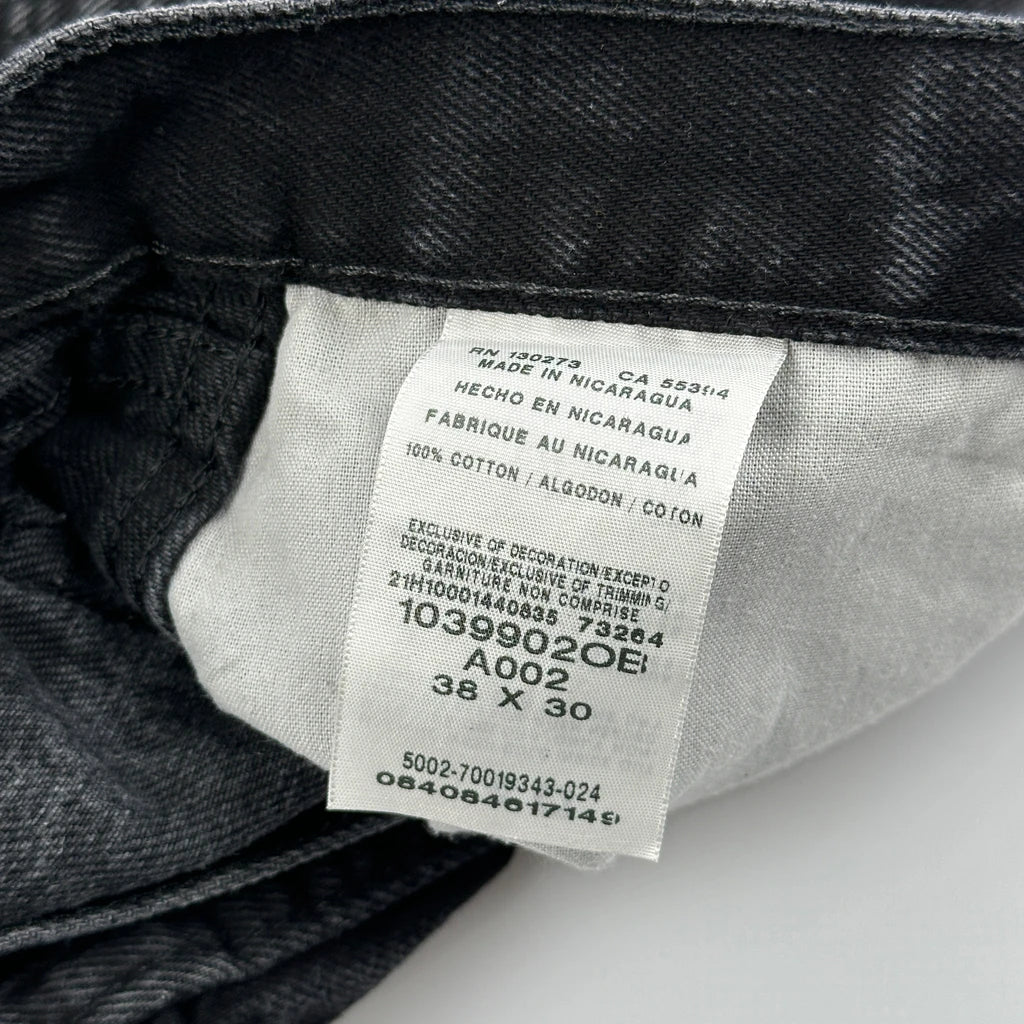 RN 130273 CA 55394
MADE IN NICARAGUA
HECHO EN NICARAGUA
FABRIQUE AU NICARAGUA
100% COTTON / ALGODON / COTON
EXCLUSIVE OF DECORATION/EXCEPTO
DECORACION/EXCLUSIVE OF TRIMMING/
GARNITURE NON COMPRISE
21H10001440835 73264
1039902OB
A002
38 X 30
5002-70019343-024
084084617149